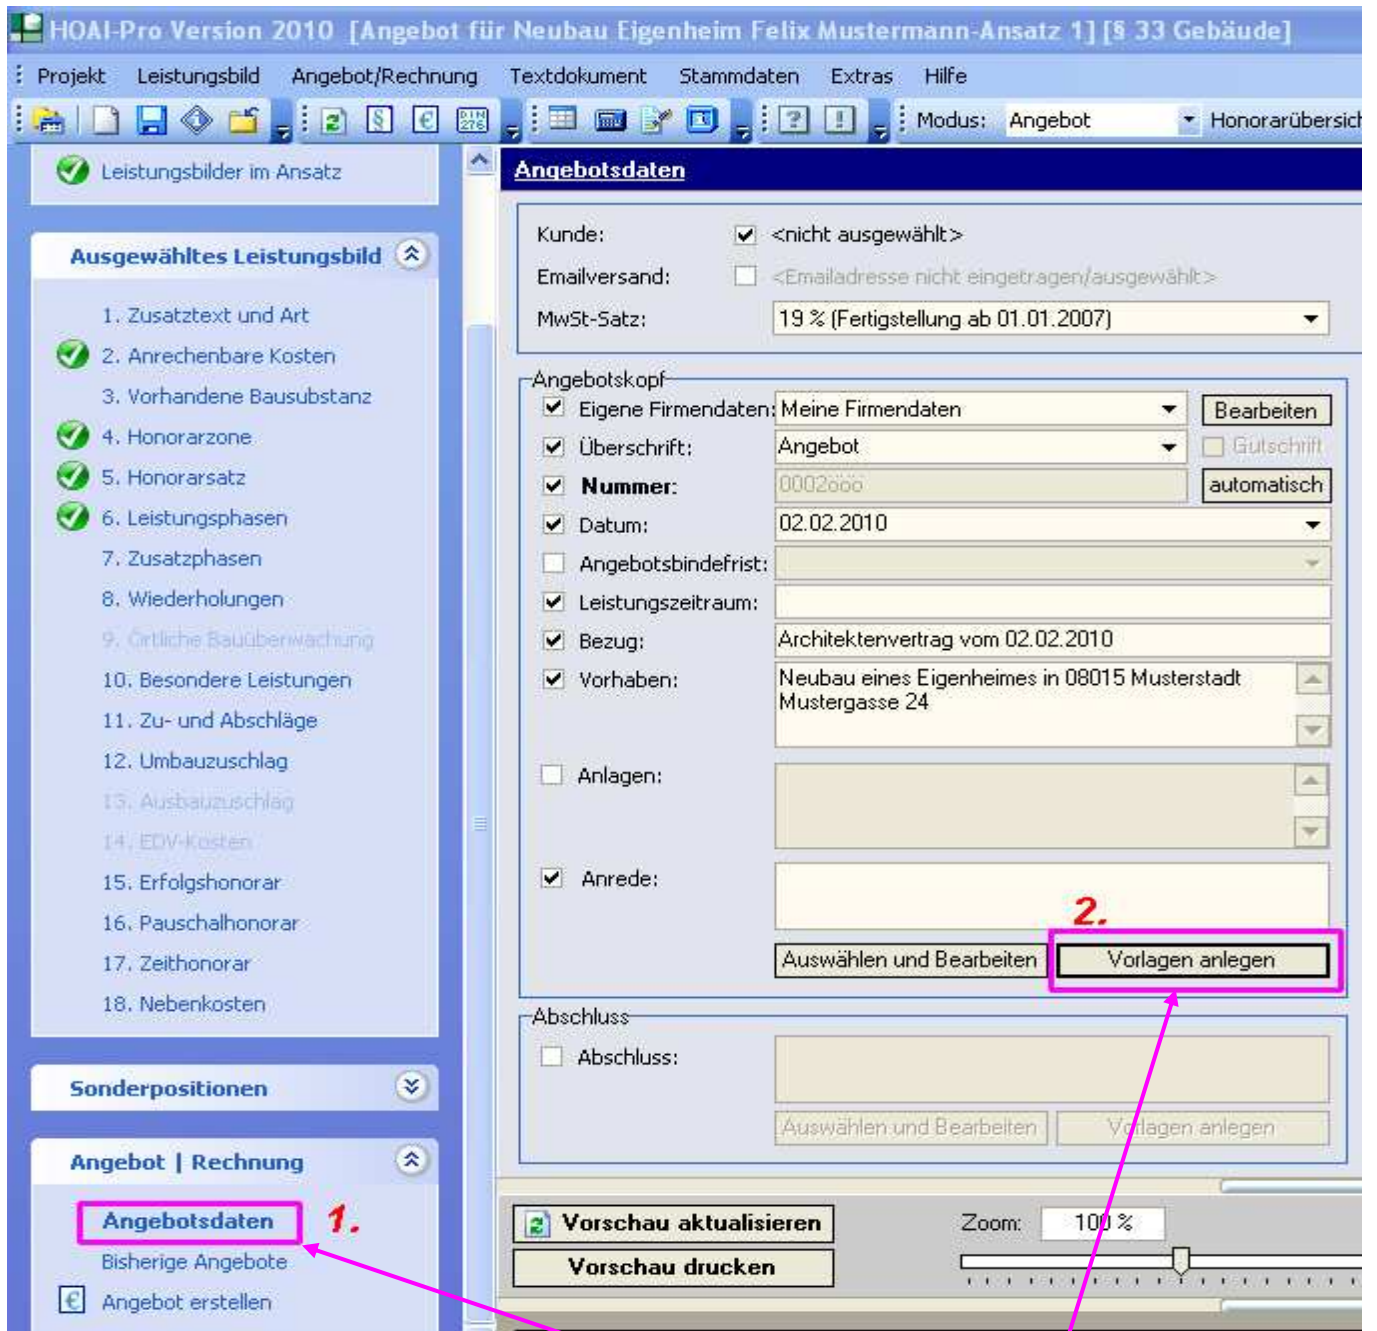 HOAI-Pro Version 2010 [Angebot für Neubau Eigenheim Felix Mustermann-Ansatz 1] [§ 33 Gebäude]
Projekt Leistungsbild Angebot/Rechnung Textdokument Stammdaten Extras Hilfe
Modus: Angebot Honorarübersich
Leistungsbilder im Ansatz
Ausgewähltes Leistungsbild
1. Zusatztext und Art
2. Anrechenbare Kosten
3. Vorhandene Bausubstanz
4. Honorarzone
5. Honorarsatz
6. Leistungsphasen
7. Zusatzphasen
8. Wiederholungen
9. Örtliche Bauüberwachung
10. Besondere Leistungen
11. Zu- und Abschläge
12. Umbauzuschlag
13. Ausbauzuschlag
14. EDV-Kosten
15. Erfolgshonorar
16. Pauschalhonorar
17. Zeithonorar
18. Nebenkosten
Sonderpositionen
Angebot | Rechnung
Angebotsdaten 1.
Bisherige Angebote
Angebot erstellen
Angebotsdaten
Kunde: <nicht ausgewählt>
Emailversand: <Emailadresse nicht eingetragen/ausgewählt>
MwSt-Satz: 19 % (Fertigstellung ab 01.01.2007)
Angebotskopf
Eigene Firmendaten: Meine Firmendaten Bearbeiten
Überschrift: Angebot Gutschrift
Nummer: 0002ööö automatisch
Datum: 02.02.2010
Angebotsbindefrist:
Leistungszeitraum:
Bezug: Architektenvertrag vom 02.02.2010
Vorhaben: Neubau eines Eigenheimes in 08015 Musterstadt
Mustergasse 24
Anlagen:
Anrede:
2.
Auswählen und Bearbeiten Vorlagen anlegen
Abschluss
Abschluss:
Auswählen und Bearbeiten Vorlagen anlegen
Vorschau aktualisieren Zoom: 100 %
Vorschau drucken